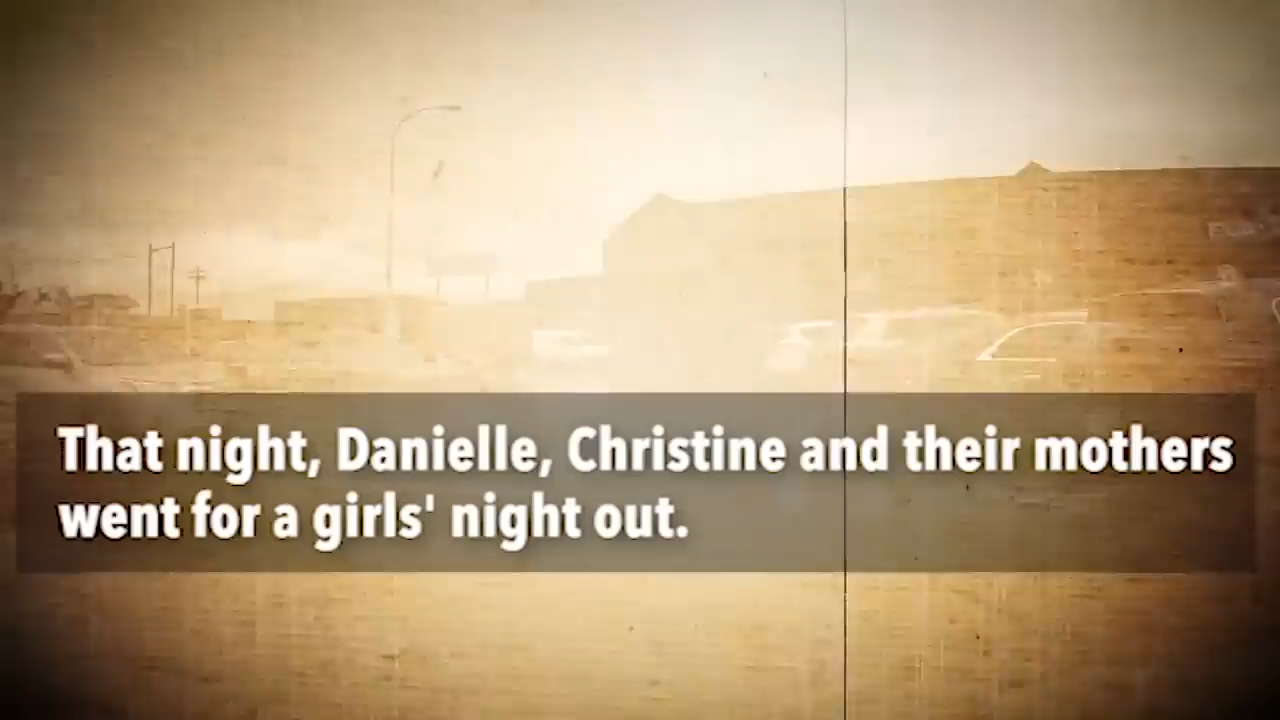 That night, Danielle, Christine and their mothers
went for a girls' night out.